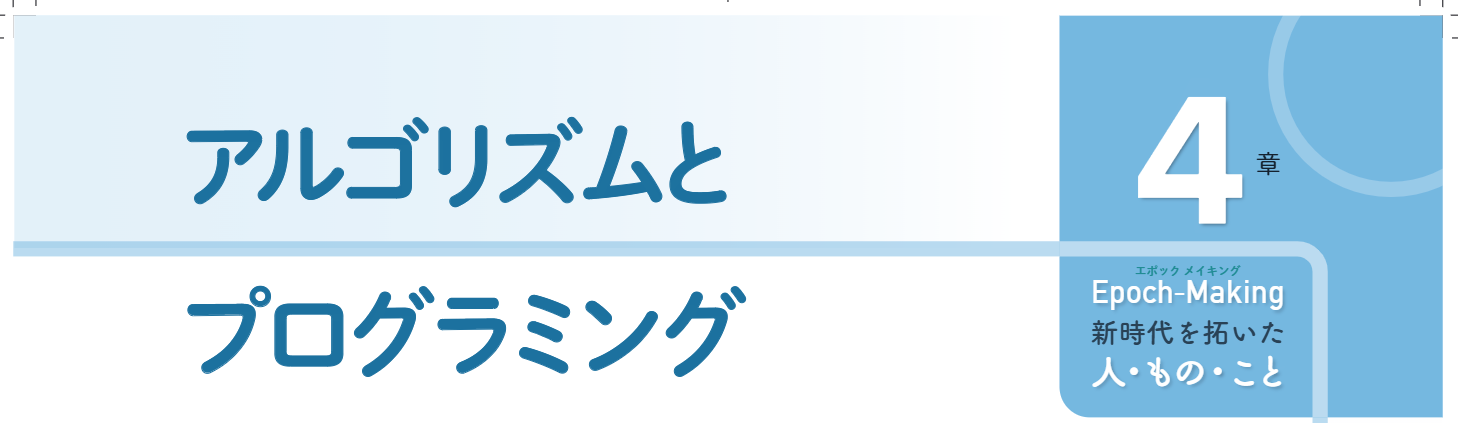 アルゴリズムと
プログラミング
4章
エポック メイキング
Epoch-Making
新時代を拓いた
人・もの・こと